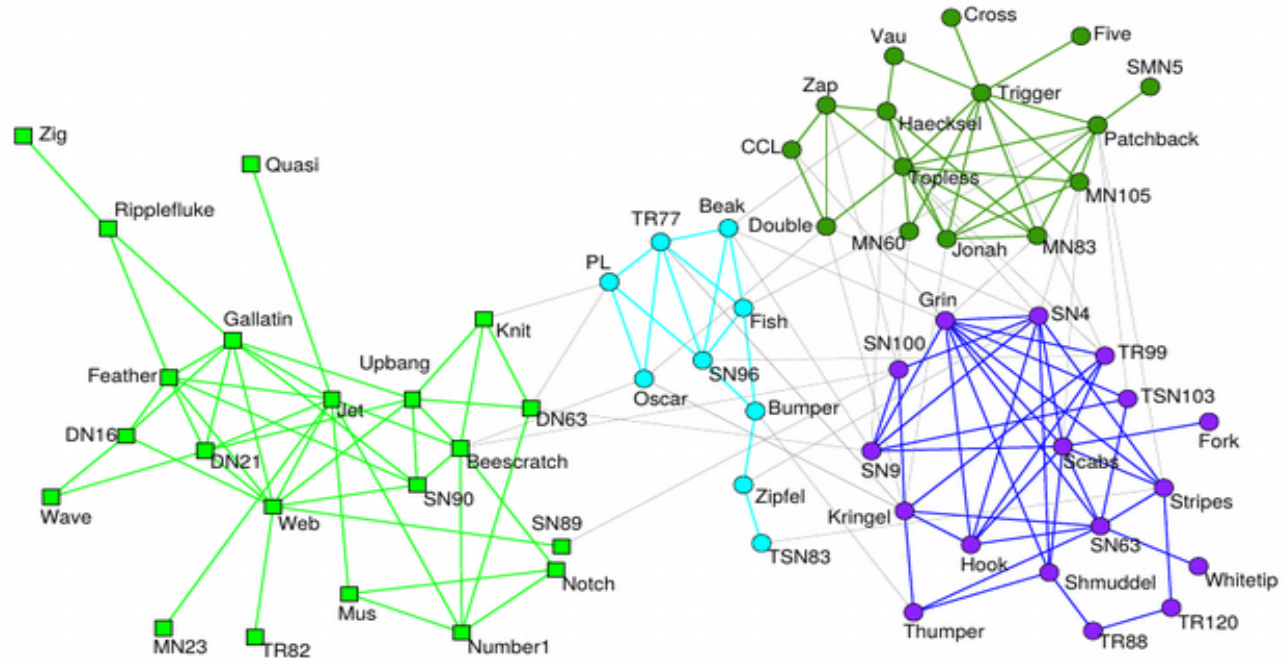 Cross
Five
Vau
SMN5
Zap
Trigger
Haecksel
Patchback
Zig
CCL
Quasi
Topless
MN105
Ripplefluke
Beak
TR77
Double
MN60
Jonah
MN83
PL
Grin
SN4
Gallatin
Knit
Fish
SN100
TR99
Upbang
Feather
SN96
Oscar
TSN103
Jet
DN63
Bumper
Fork
DN16
DN21
Beescratch
SN9
Scabs
SN90
Zipfel
Stripes
Wave
Web
Kringel
SN89
SN63
TSN83
Hook
Notch
Shmuddel
Whitetip
Mus
Thumper
TR120
MN23
TR82
Number1
TR88